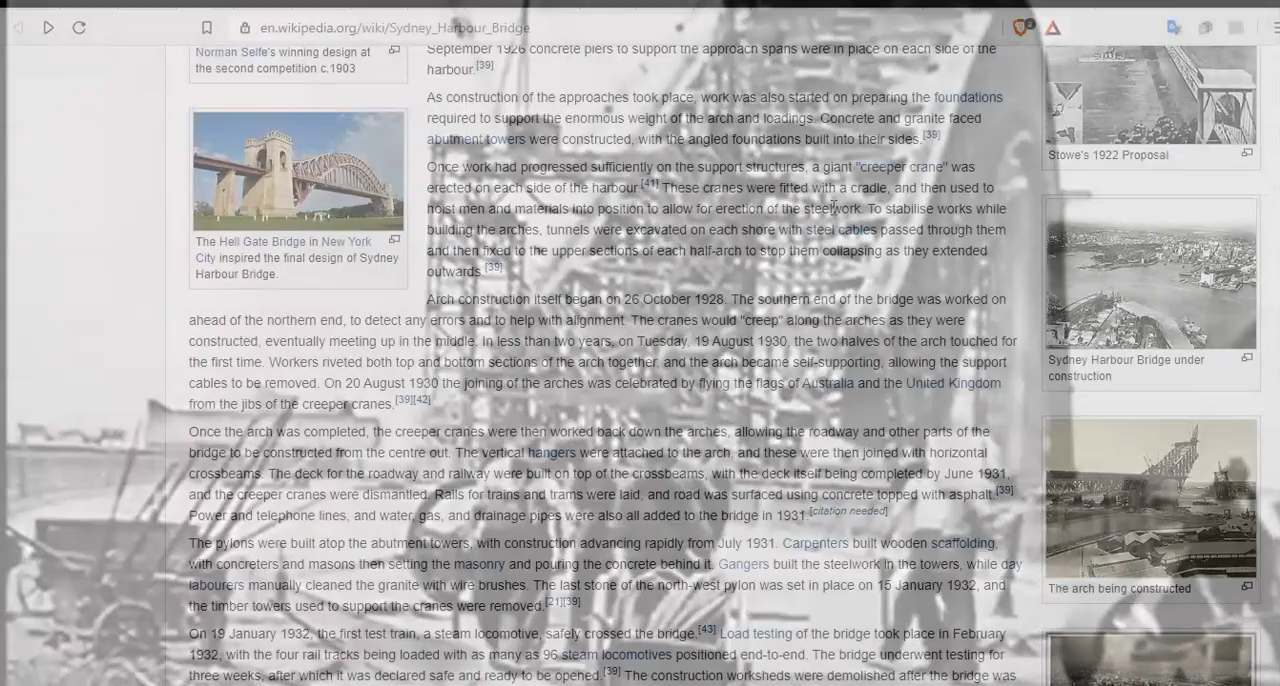 en.wikipedia.org/wiki/Sydney_Harbour_Bridge
2
Norman Selfe's winning design at
the second competition c.1903
The Hell Gate Bridge in New York
City inspired the final design of Sydney
Harbour Bridge.
September 1926 concrete piers to support the approach spans were in place on each side of the
harbour.[39]
As construction of the approaches took place, work was also started on preparing the foundations
required to support the enormous weight of the arch and loadings. Concrete and granite faced
abutment towers were constructed, with the angled foundations built into their sides.[39]
Once work had progressed sufficiently on the support structures, a giant "creeper crane" was
erected on each side of the harbour.[41] These cranes were fitted with a cradle, and then used to
hoist men and materials into position to allow for erection of the steelwork. To stabilise works while
building the arches, tunnels were excavated on each shore with steel cables passed through them
and then fixed to the upper sections of each half-arch to stop them collapsing as they extended
outwards.[39]
Arch construction itself began on 26 October 1928. The southern end of the bridge was worked on
ahead of the northern end, to detect any errors and to help with alignment. The cranes would "creep" along the arches as they were
constructed, eventually meeting up in the middle. In less than two years, on Tuesday, 19 August 1930, the two halves of the arch touched for
the first time. Workers riveted both top and bottom sections of the arch together, and the arch became self-supporting, allowing the support
cables to be removed. On 20 August 1930 the joining of the arches was celebrated by flying the flags of Australia and the United Kingdom
from the jibs of the creeper cranes.[39][42]
Once the arch was completed, the creeper cranes were then worked back down the arches, allowing the roadway and other parts of the
bridge to be constructed from the centre out. The vertical hangers were attached to the arch, and these were then joined with horizontal
crossbeams. The deck for the roadway and railway were built on top of the crossbeams, with the deck itself being completed by June 1931,
and the creeper cranes were dismantled. Rails for trains and trams were laid, and road was surfaced using concrete topped with asphalt.[39]
Power and telephone lines, and water, gas, and drainage pipes were also all added to the bridge in 1931.[citation needed]
The pylons were built atop the abutment towers, with construction advancing rapidly from July 1931. Carpenters built wooden scaffolding,
with concreters and masons then setting the masonry and pouring the concrete behind it. Gangers built the steelwork in the towers, while day
labourers manually cleaned the granite with wire brushes. The last stone of the north-west pylon was set in place on 15 January 1932, and
the timber towers used to support the cranes were removed.[21][39]
On 19 January 1932, the first test train, a steam locomotive, safely crossed the bridge.[43] Load testing of the bridge took place in February
1932, with the four rail tracks being loaded with as many as 96 steam locomotives positioned end-to-end. The bridge underwent testing for
three weeks, after which it was declared safe and ready to be opened.[39] The construction worksheds were demolished after the bridge was
Stowe's 1922 Proposal
Sydney Harbour Bridge under
construction
The arch being constructed